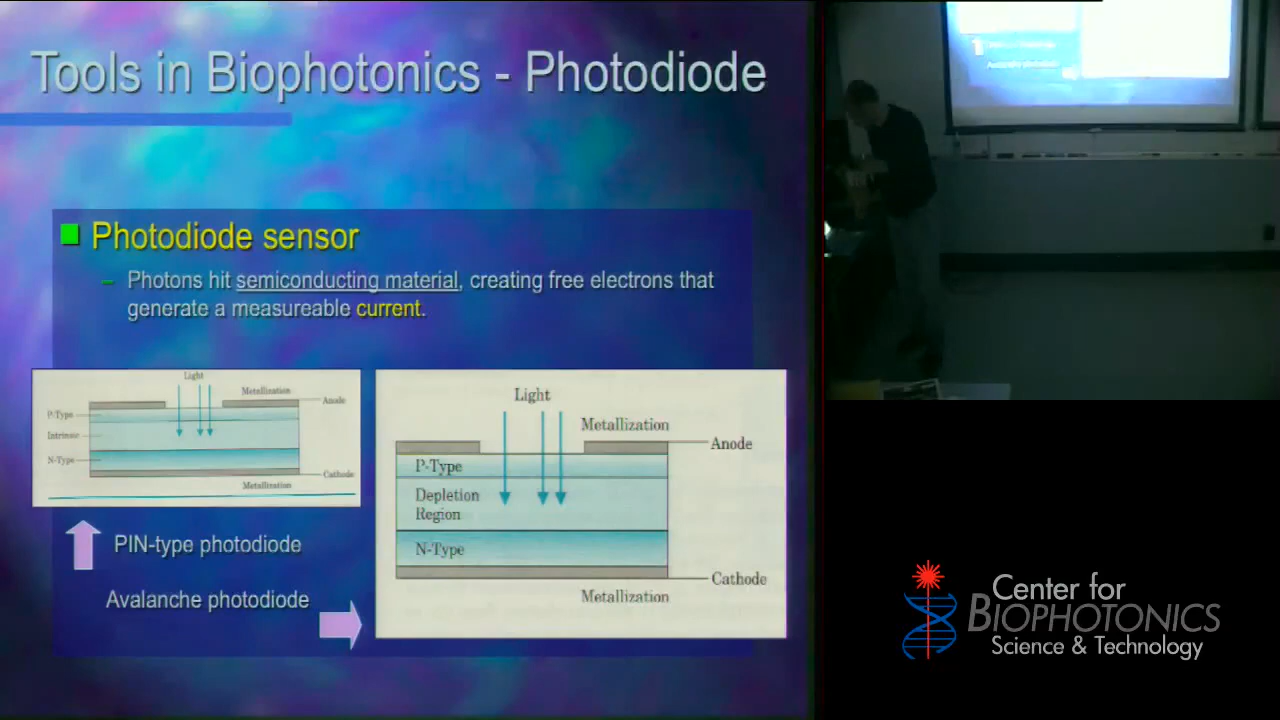 Tools in Biophotonics - Photodiode
Photodiode sensor
– Photons hit semiconducting material, creating free electrons that
generate a measureable current.
Light
Metallization
Anode
P-Type
Intrinsic
N-Type
Cathode
Metallization
Light
Metallization
Anode
P-Type
Depletion
Region
N-Type
Cathode
Metallization
PIN-type photodiode
Avalanche photodiode
Center for
BIOPHOTONICS
Science & Technology